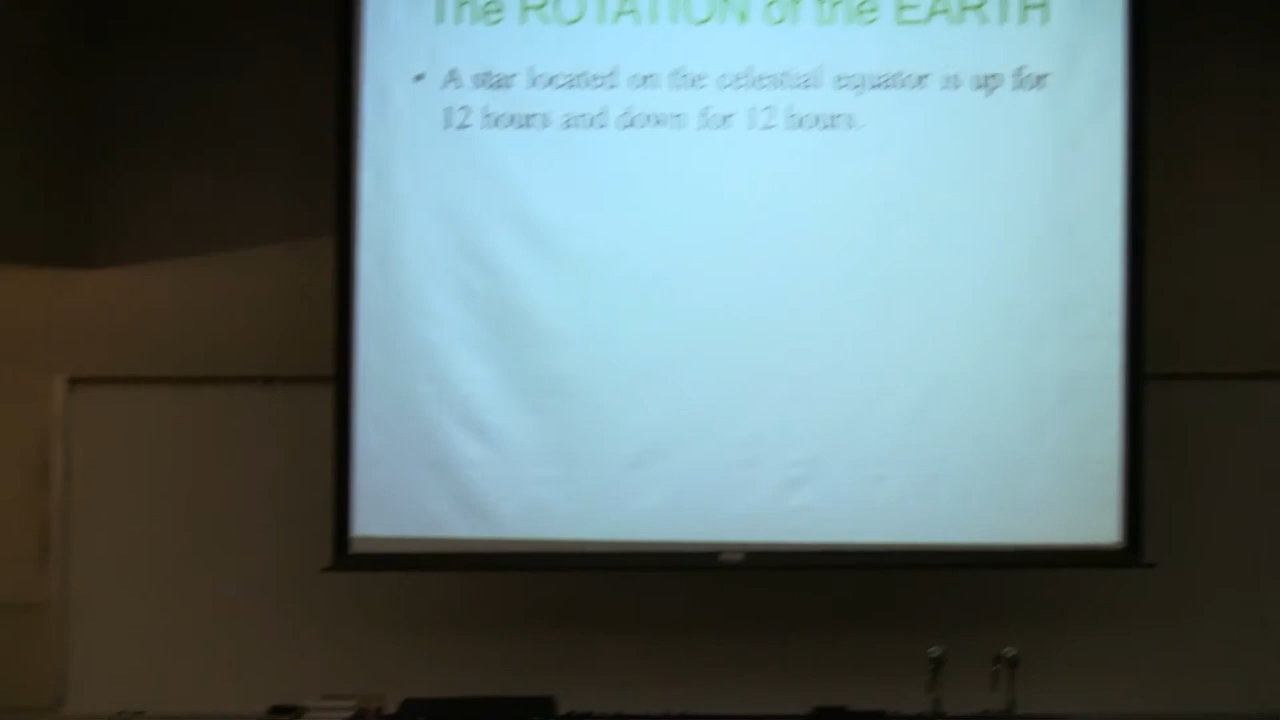 The ROTATION of the EARTH
• A star located on the celestial equator is up for
12 hours and down for 12 hours.